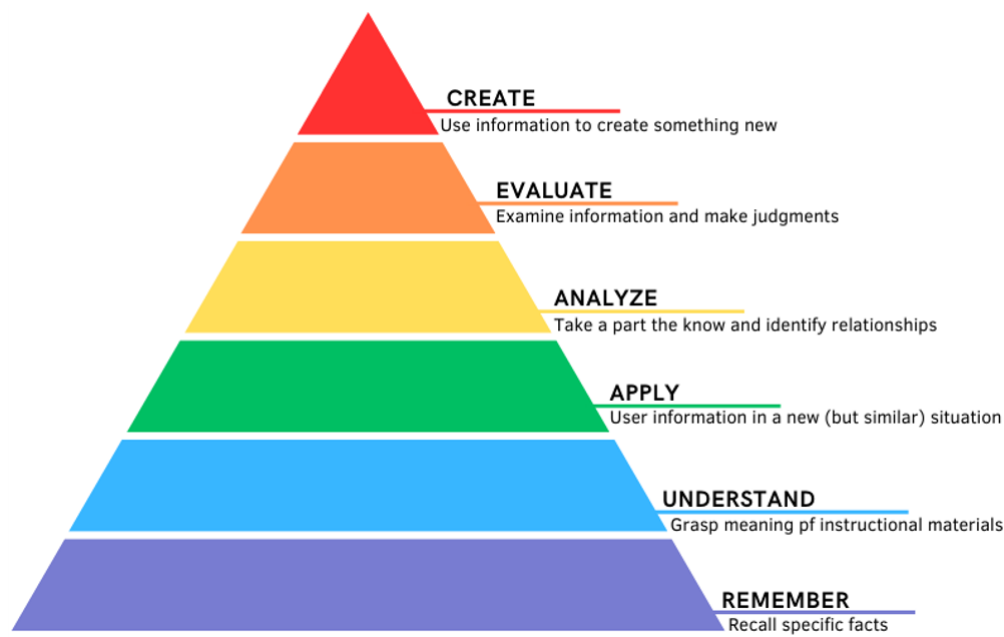 CREATE
Use information to create something new
EVALUATE
Examine information and make judgments
ANALYZE
Take a part the know and identify relationships
APPLY
User information in a new (but similar) situation
UNDERSTAND
Grasp meaning pf instructional materials
REMEMBER
Recall specific facts